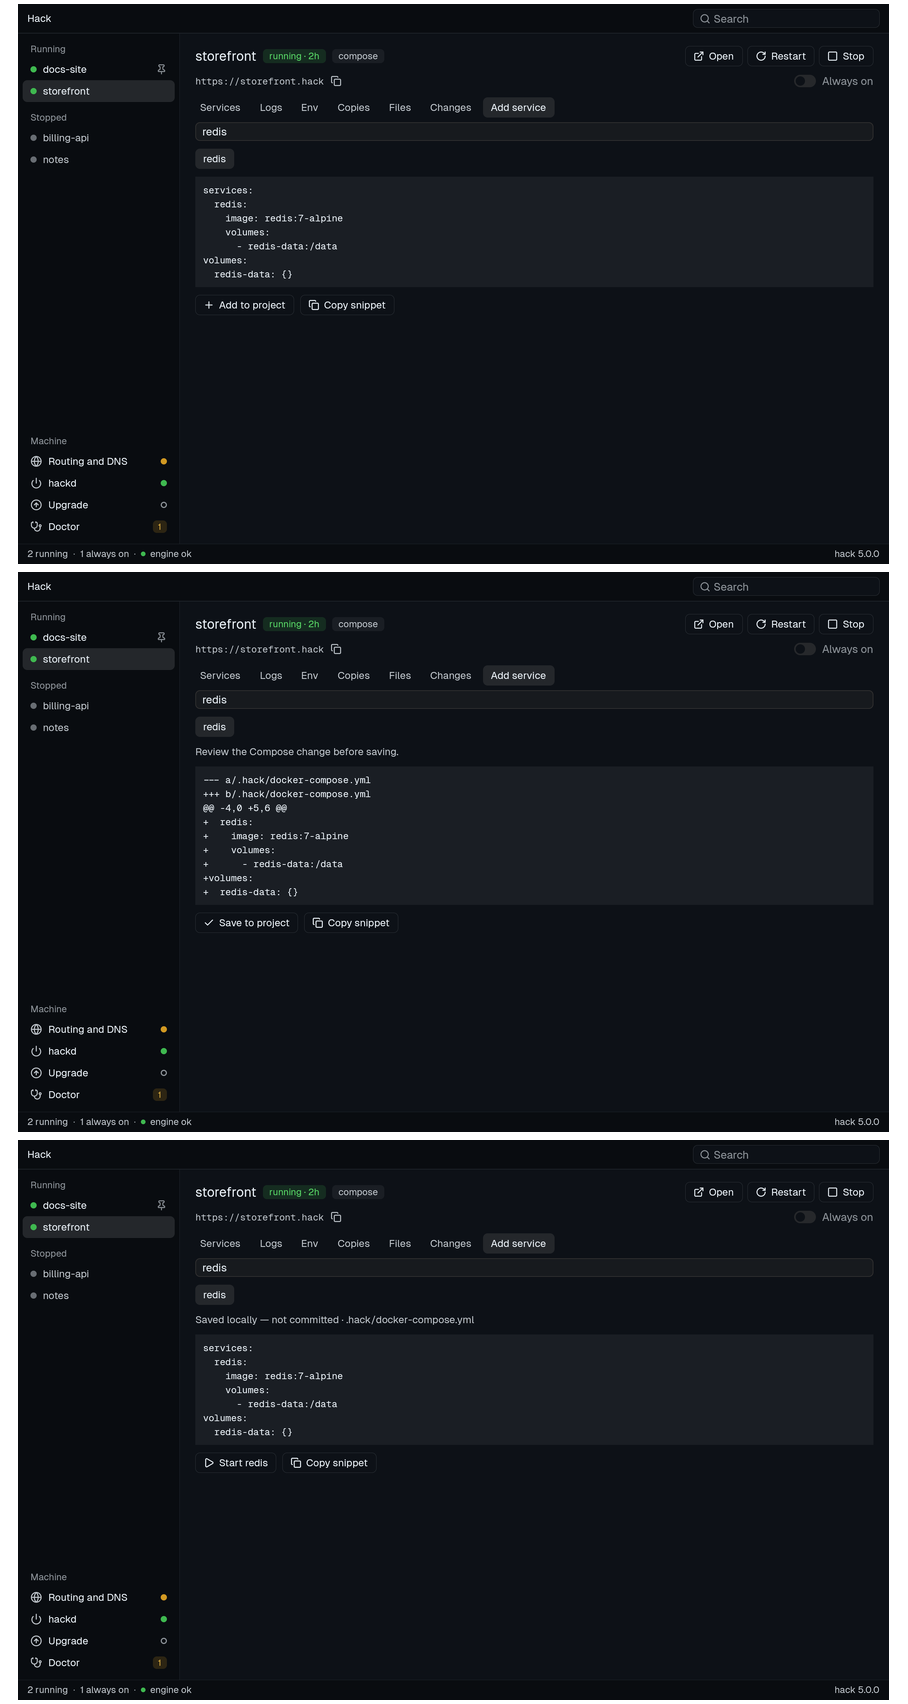 Hack
Search
Running
docs-site
storefront
Stopped
billing-api
notes
storefront running · 2h compose
Open Restart Stop
https://storefront.hack
Always on
Services Logs Env Copies Files Changes Add service
redis
redis
services:
  redis:
    image: redis:7-alpine
    volumes:
      - redis-data:/data
volumes:
  redis-data: {}
Add to project Copy snippet
Machine
Routing and DNS
hackd
Upgrade
Doctor 1
2 running · 1 always on · engine ok
hack 5.0.0
Hack
Search
Running
docs-site
storefront
Stopped
billing-api
notes
storefront running · 2h compose
Open Restart Stop
https://storefront.hack
Always on
Services Logs Env Copies Files Changes Add service
redis
redis
Review the Compose change before saving.
--- a/.hack/docker-compose.yml
+++ b/.hack/docker-compose.yml
@@ -4,0 +5,6 @@
+  redis:
+    image: redis:7-alpine
+    volumes:
+      - redis-data:/data
+volumes:
+  redis-data: {}
Save to project Copy snippet
Machine
Routing and DNS
hackd
Upgrade
Doctor 1
2 running · 1 always on · engine ok
hack 5.0.0
Hack
Search
Running
docs-site
storefront
Stopped
billing-api
notes
storefront running · 2h compose
Open Restart Stop
https://storefront.hack
Always on
Services Logs Env Copies Files Changes Add service
redis
redis
Saved locally — not committed · .hack/docker-compose.yml
services:
  redis:
    image: redis:7-alpine
    volumes:
      - redis-data:/data
volumes:
  redis-data: {}
Start redis Copy snippet
Machine
Routing and DNS
hackd
Upgrade
Doctor 1
2 running · 1 always on · engine ok
hack 5.0.0